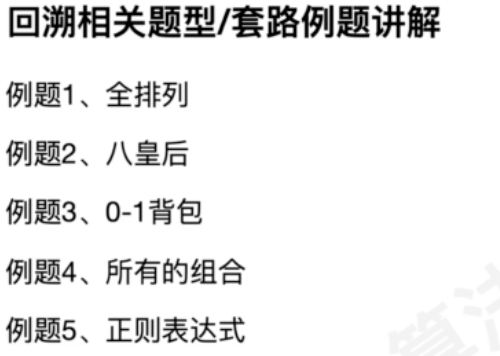 回溯相关题型/套路例题讲解
例题1、全排列
例题2、八皇后
例题3、0-1背包
例题4、所有的组合
例题5、正则表达式